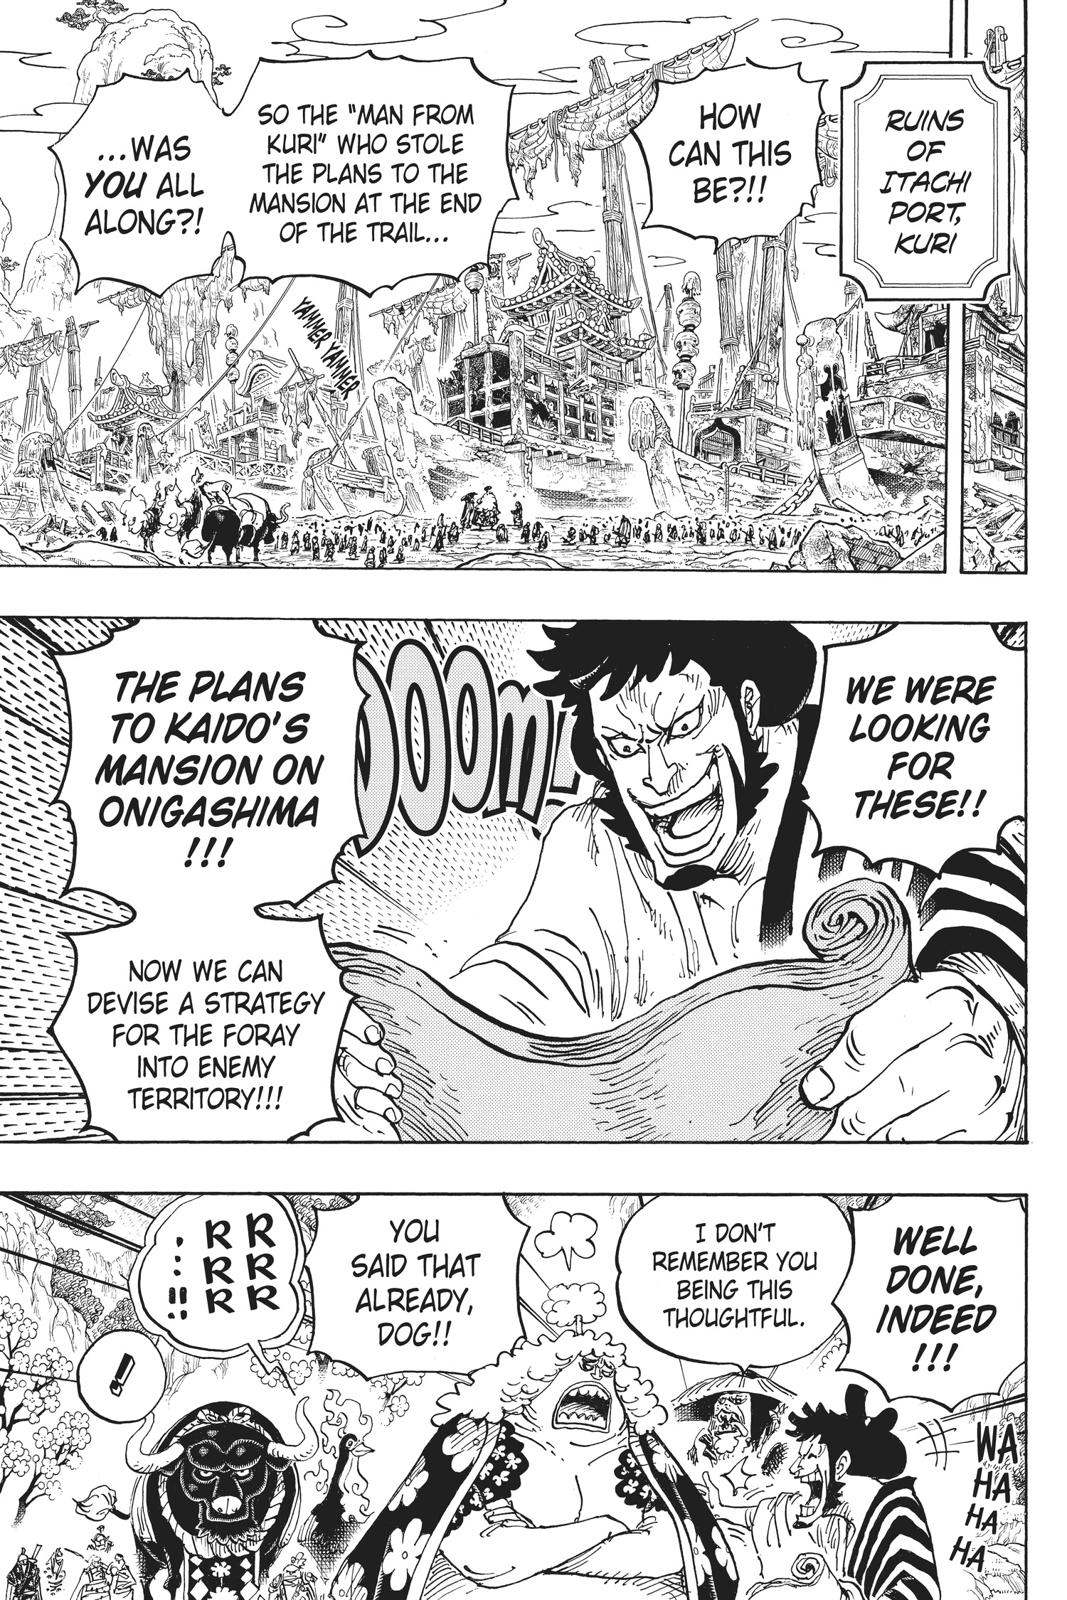 RUINS
OF
ITACHI
PORT,
KURI
HOW
CAN THIS
BE?!!
SO THE "MAN FROM
KURI" WHO STOLE
THE PLANS TO THE
MANSION AT THE END
OF THE TRAIL...
...WAS
YOU ALL
ALONG?!
YAMMER YAMMER
WE WERE
LOOKING
FOR
THESE!!
DOOM!!
THE PLANS
TO KAIDO'S
MANSION ON
ONIGASHIMA
!!!
NOW WE CAN
DEVISE A STRATEGY
FOR THE FORAY
INTO ENEMY
TERRITORY!!!
WELL
DONE,
INDEED
!!!
I DON'T
REMEMBER YOU
BEING THIS
THOUGHTFUL.
YOU
SAID THAT
ALREADY,
DOG!!
RRRR
RRR
...!!
!
WA
HA
HA
HA